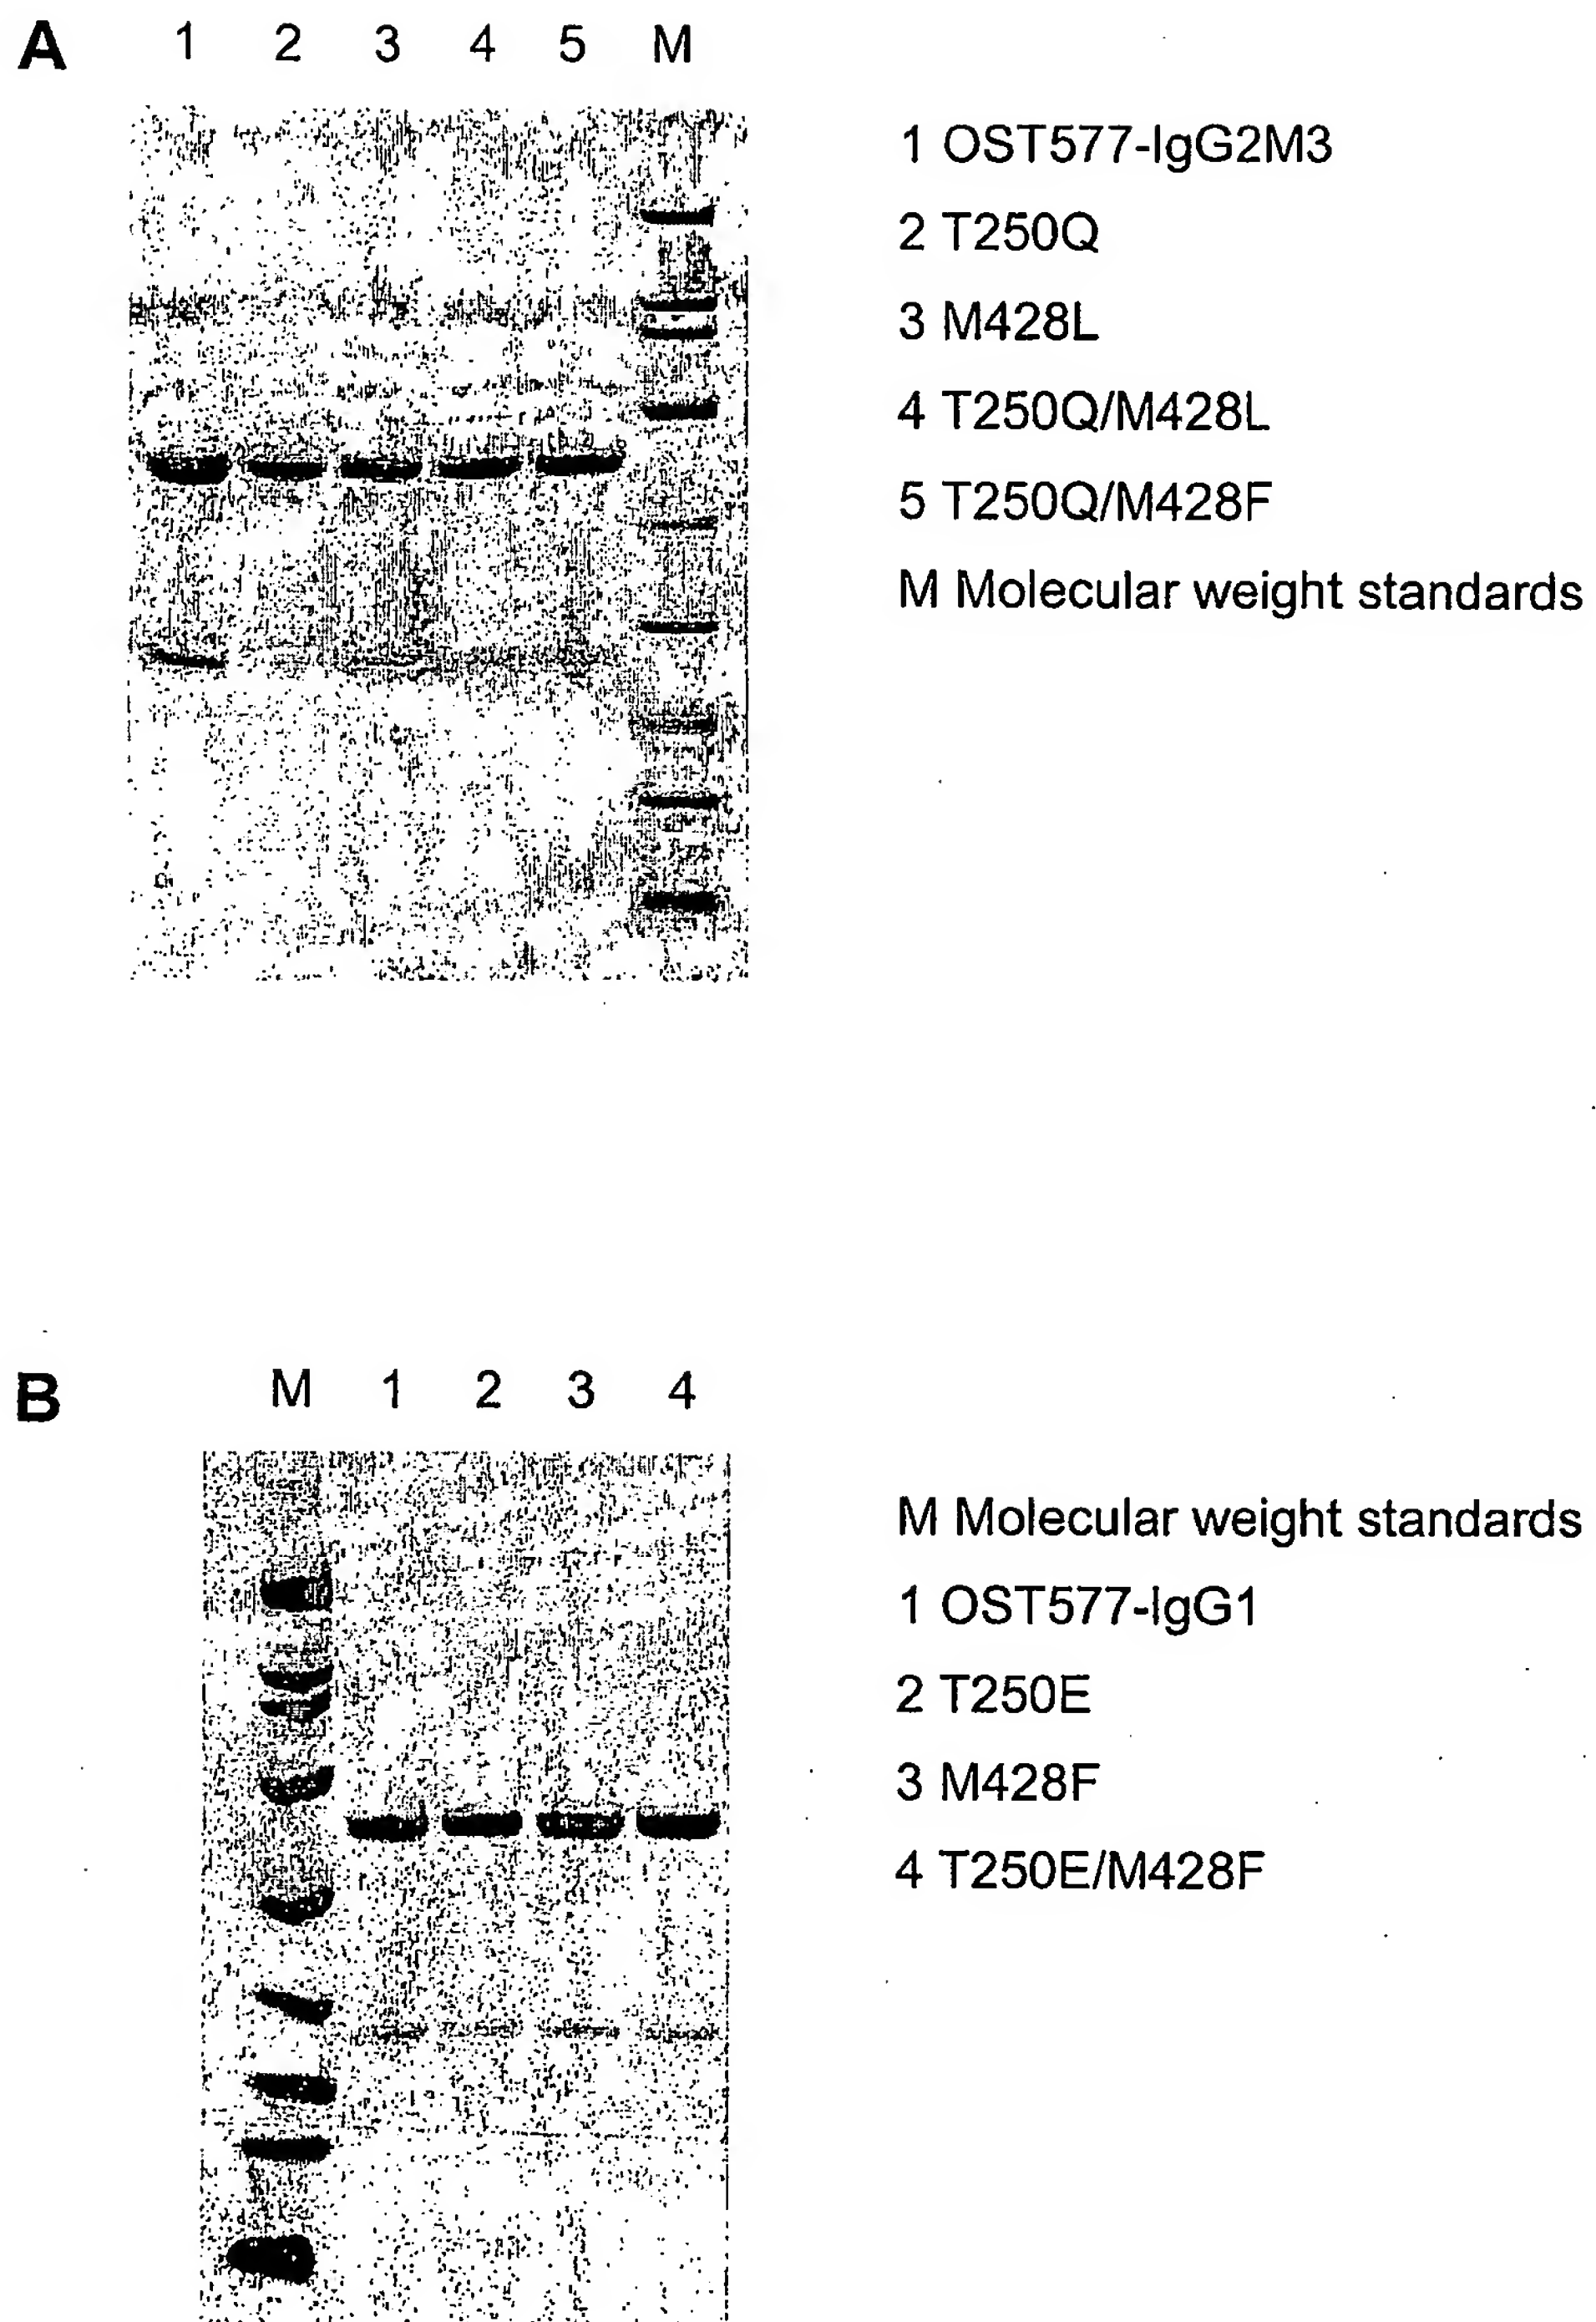 A 1 2 3 4 5 M
1 OST577-IgG2M3
2 T250Q
3 M428L
4 T250Q/M428L
5 T250Q/M428F
M Molecular weight standards
B M 1 2 3 4
M Molecular weight standards
1 OST577-IgG1
2 T250E
3 M428F
4 T250E/M428F